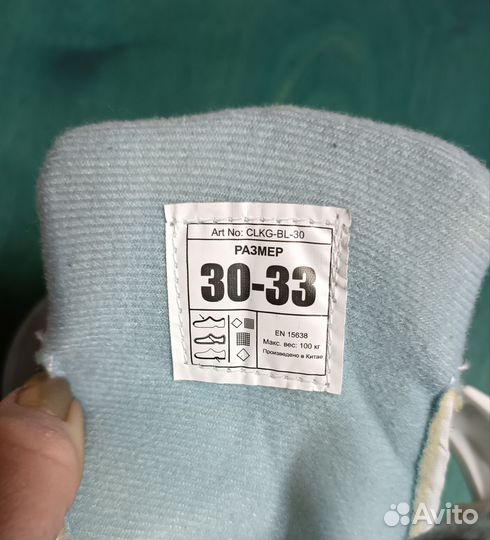 Art No: CLKG-BL-30
РАЗМЕР
30-33
EN 15638
Макс. вес: 100 кг
Произведено в Китае
Avito